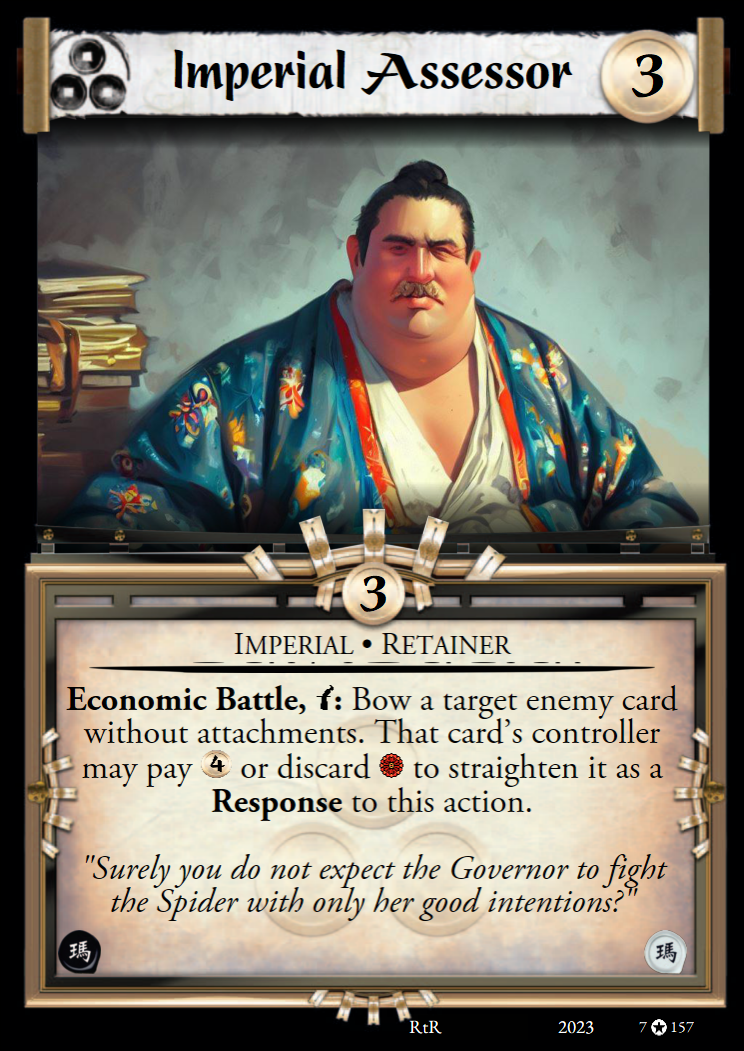 Imperial Assessor 3
3
Imperial • Retainer
Economic Battle, : Bow a target enemy card
without attachments. That card's controller
may pay 4 or discard to straighten it as a
Response to this action.
"Surely you do not expect the Governor to fight
the Spider with only her good intentions?"
瑪 瑪
RtR 2023 7 157